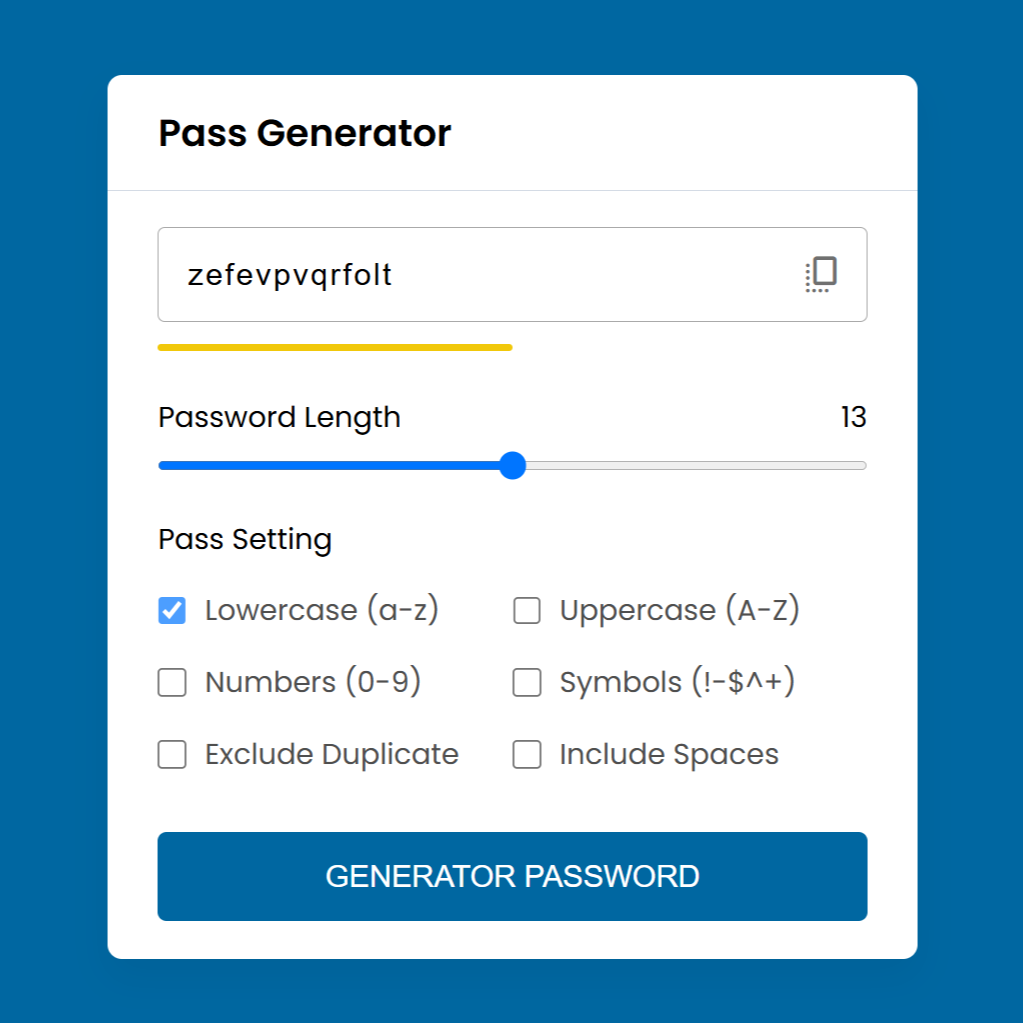 Pass Generator
zefevpvqrfolt
Password Length 13
Pass Setting
Lowercase (a-z) Uppercase (A-Z)
Numbers (0-9) Symbols (!-$^+)
Exclude Duplicate Include Spaces
GENERATOR PASSWORD